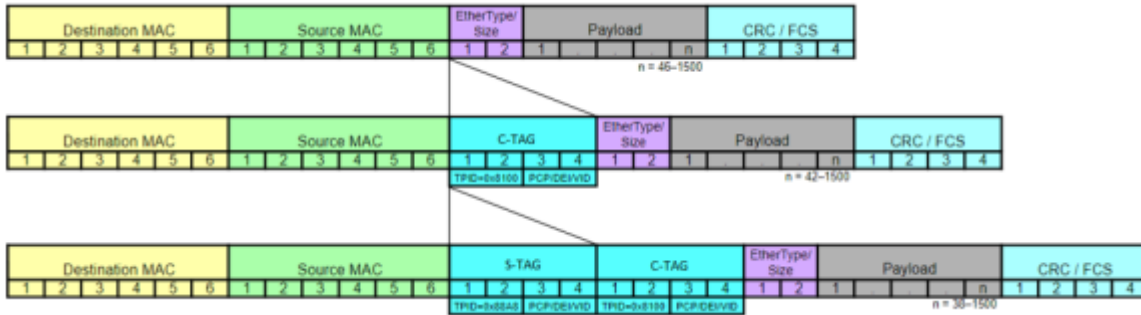 Destination MAC Source MAC EtherType/ Size Payload CRC / FCS
1 2 3 4 5 6 1 2 3 4 5 6 1 2 1 . . . n 1 2 3 4
n = 46–1500
Destination MAC Source MAC C-TAG EtherType/ Size Payload CRC / FCS
1 2 3 4 5 6 1 2 3 4 5 6 1 2 3 4 1 2 1 . . . n 1 2 3 4
TPID=0x8100 PCP/DEI/VID n = 42–1500
Destination MAC Source MAC S-TAG C-TAG EtherType/ Size Payload CRC / FCS
1 2 3 4 5 6 1 2 3 4 5 6 1 2 3 4 1 2 3 4 1 2 1 . . . n 1 2 3 4
TPID=0x88A8 PCP/DEI/VID TPID=0x8100 PCP/DEI/VID n = 38–1500